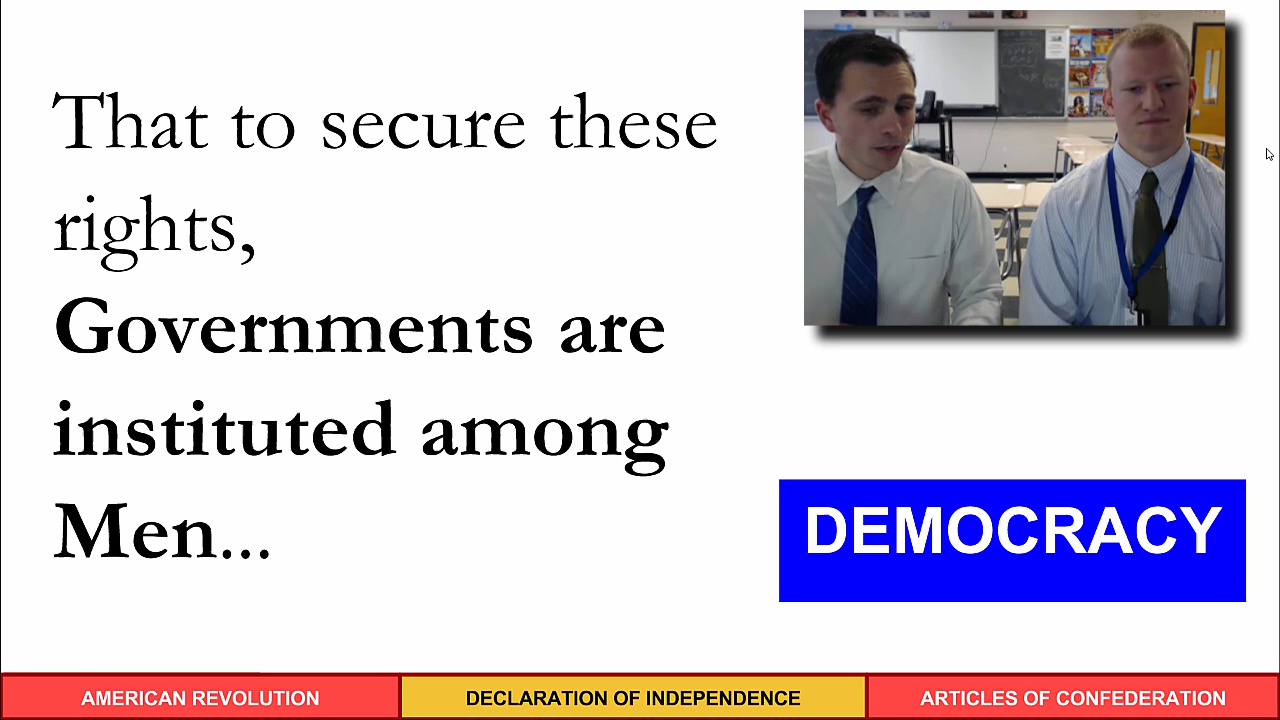 That to secure these
rights,
Governments are
instituted among
Men...
DEMOCRACY
AMERICAN REVOLUTION
DECLARATION OF INDEPENDENCE
ARTICLES OF CONFEDERATION